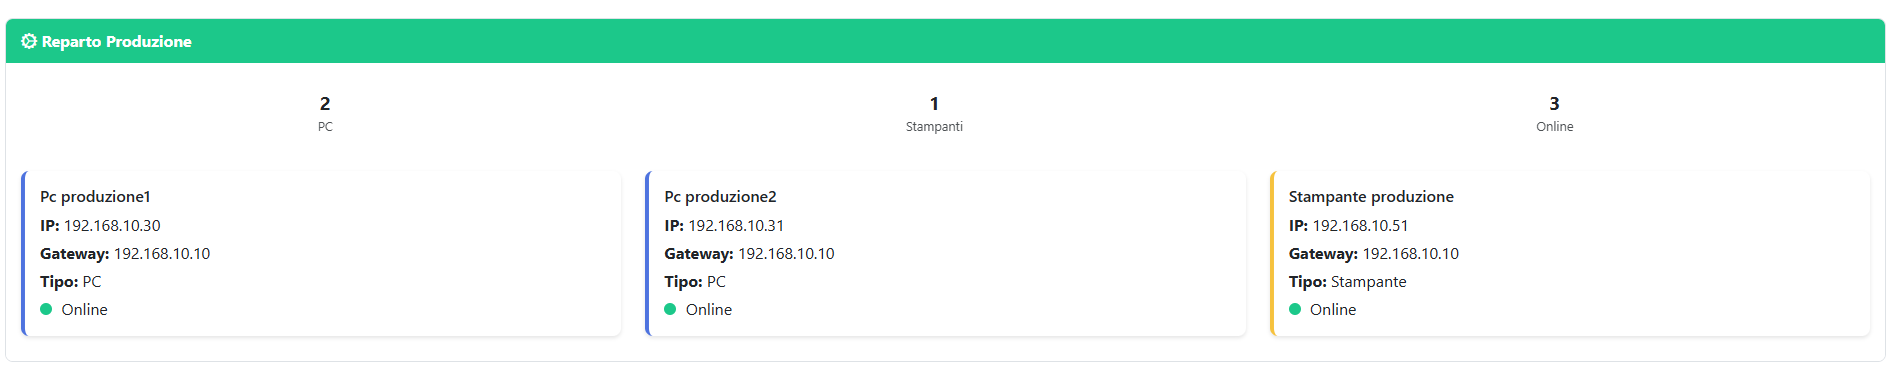 Reparto Produzione
2
PC
1
Stampanti
3
Online
Pc produzione1
IP: 192.168.10.30
Gateway: 192.168.10.10
Tipo: PC
Online
Pc produzione2
IP: 192.168.10.31
Gateway: 192.168.10.10
Tipo: PC
Online
Stampante produzione
IP: 192.168.10.51
Gateway: 192.168.10.10
Tipo: Stampante
Online